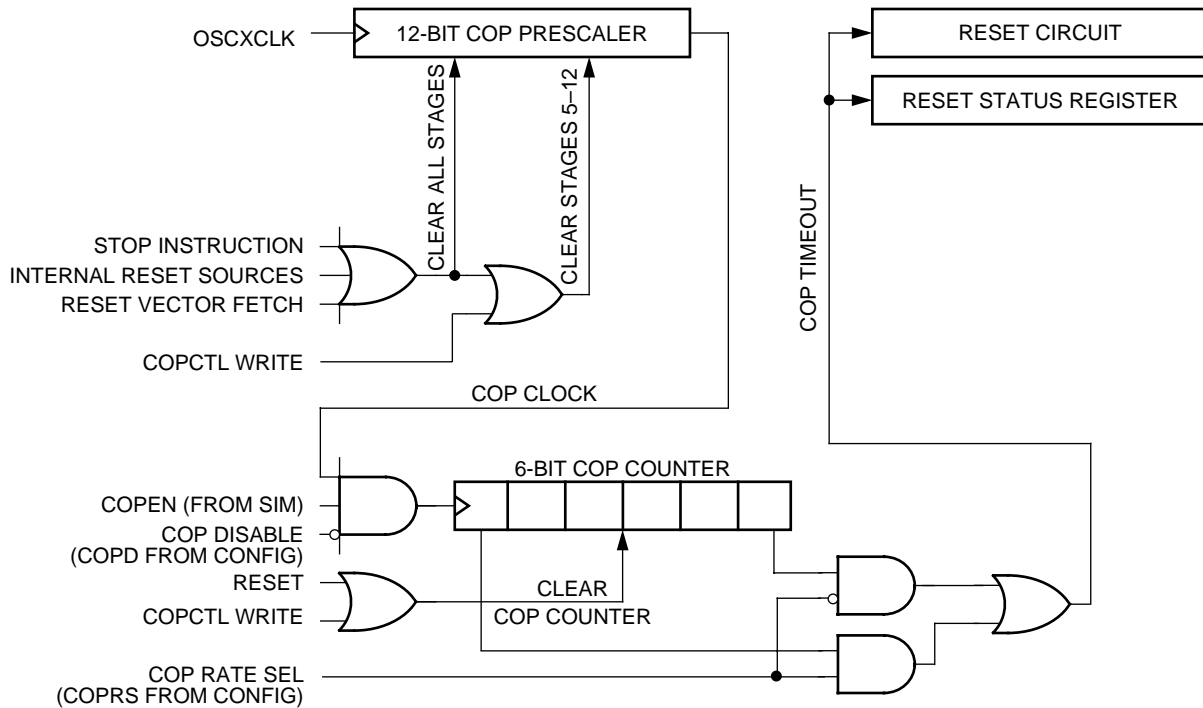 OSCXCLK
12-BIT COP PRESCALER
RESET CIRCUIT
RESET STATUS REGISTER
CLEAR ALL STAGES
CLEAR STAGES 5–12
STOP INSTRUCTION
INTERNAL RESET SOURCES
RESET VECTOR FETCH
COPCTL WRITE
COP TIMEOUT
COP CLOCK
6-BIT COP COUNTER
COPEN (FROM SIM)
COP DISABLE
(COPD FROM CONFIG)
RESET
COPCTL WRITE
CLEAR
COP COUNTER
COP RATE SEL
(COPRS FROM CONFIG)